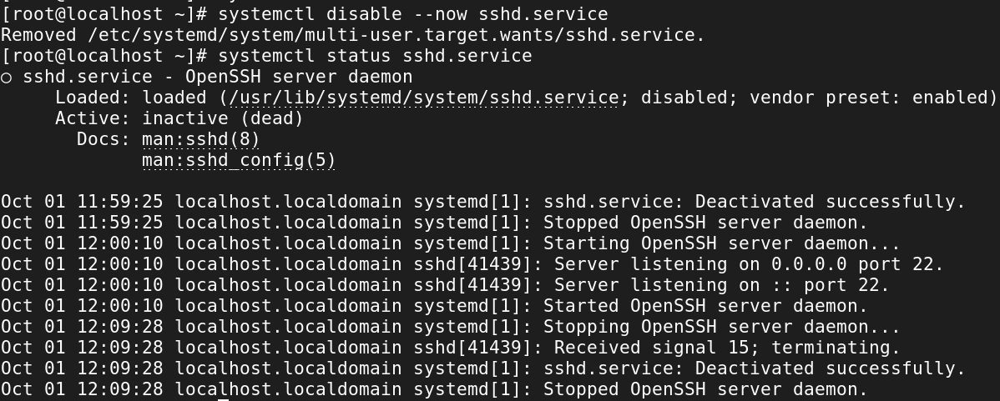 [root@localhost ~]# systemctl disable --now sshd.service
Removed /etc/systemd/system/multi-user.target.wants/sshd.service.
[root@localhost ~]# systemctl status sshd.service
○ sshd.service - OpenSSH server daemon
     Loaded: loaded (/usr/lib/systemd/system/sshd.service; disabled; vendor preset: enabled)
     Active: inactive (dead)
       Docs: man:sshd(8)
             man:sshd_config(5)

Oct 01 11:59:25 localhost.localdomain systemd[1]: sshd.service: Deactivated successfully.
Oct 01 11:59:25 localhost.localdomain systemd[1]: Stopped OpenSSH server daemon.
Oct 01 12:00:10 localhost.localdomain systemd[1]: Starting OpenSSH server daemon...
Oct 01 12:00:10 localhost.localdomain sshd[41439]: Server listening on 0.0.0.0 port 22.
Oct 01 12:00:10 localhost.localdomain sshd[41439]: Server listening on :: port 22.
Oct 01 12:00:10 localhost.localdomain systemd[1]: Started OpenSSH server daemon.
Oct 01 12:09:28 localhost.localdomain systemd[1]: Stopping OpenSSH server daemon...
Oct 01 12:09:28 localhost.localdomain sshd[41439]: Received signal 15; terminating.
Oct 01 12:09:28 localhost.localdomain systemd[1]: sshd.service: Deactivated successfully.
Oct 01 12:09:28 localhost.localdomain systemd[1]: Stopped OpenSSH server daemon.